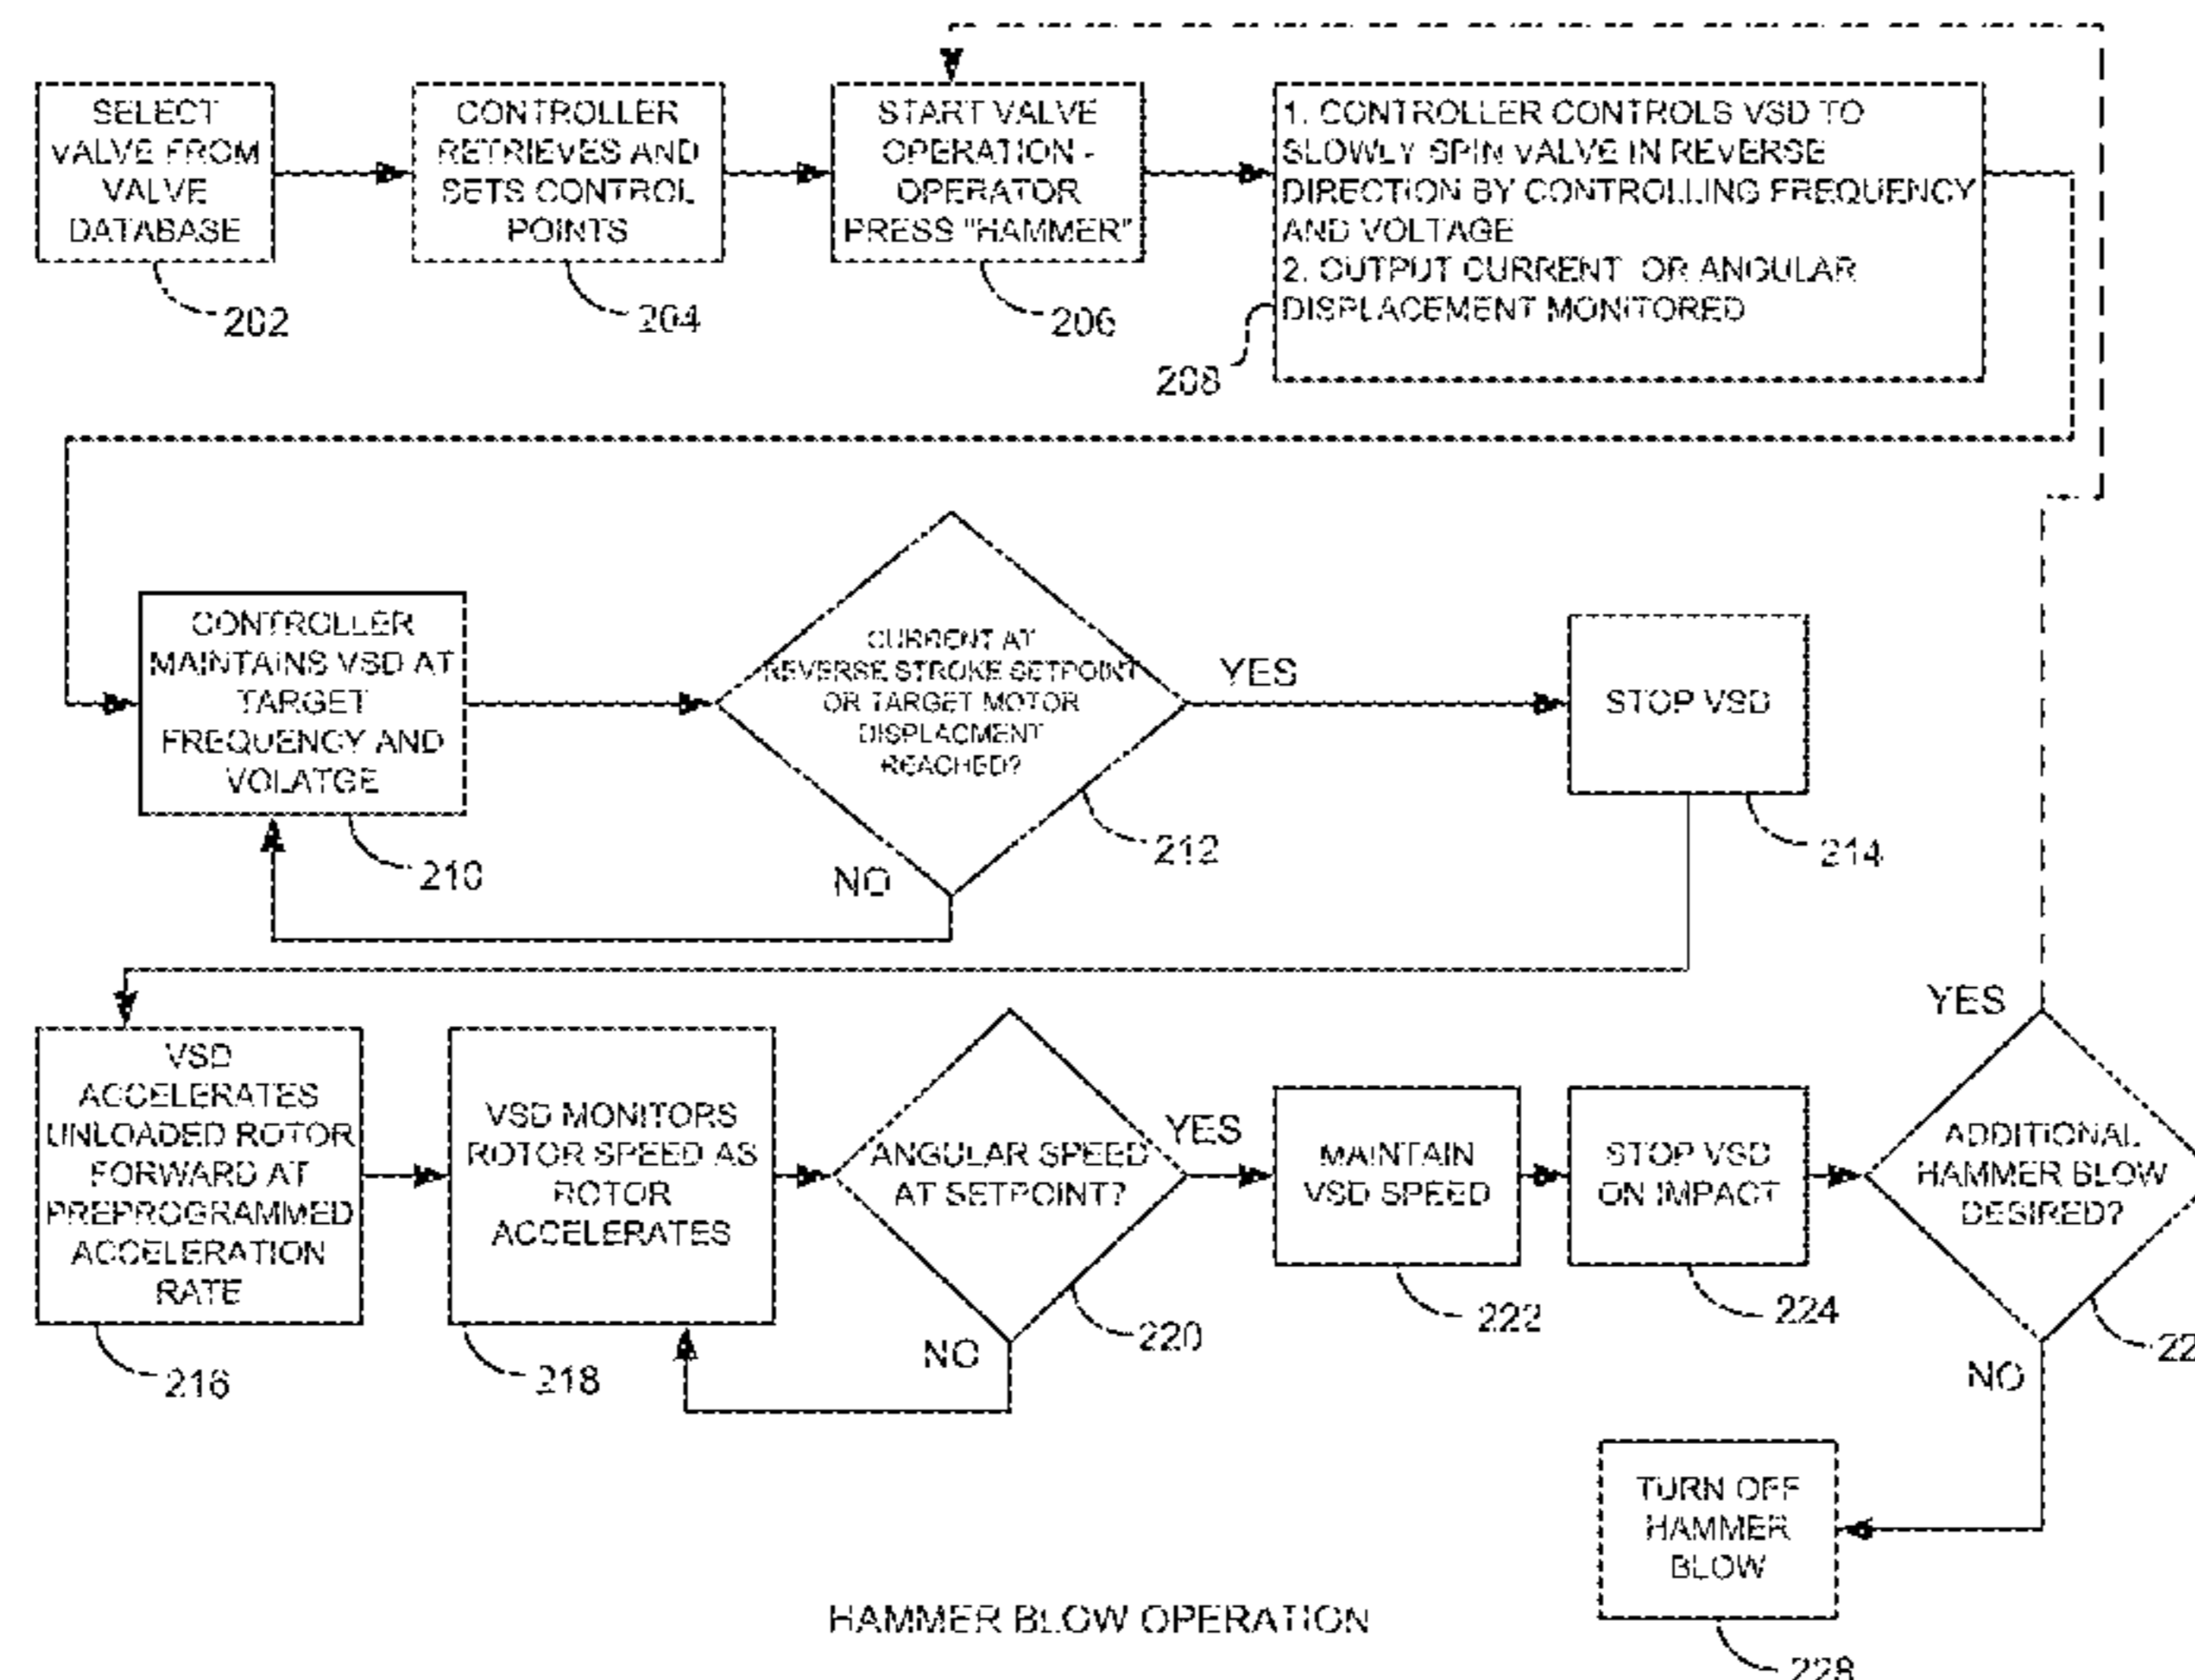 SELECT
VALVE FROM
VALVE
DATABASE
202
CONTROLLER
RETRIEVES AND
SETS CONTROL
POINTS
204
START VALVE
OPERATION -
OPERATOR
PRESS "HAMMER"
206
1. CONTROLLER CONTROLS VSD TO
SLOWLY SPIN VALVE IN REVERSE
DIRECTION BY CONTROLLING FREQUENCY
AND VOLTAGE
2. OUTPUT CURRENT OR ANGULAR
DISPLACEMENT MONITORED
208
CONTROLLER
MAINTAINS VSD AT
TARGET
FREQUENCY AND
VOLATGE
210
CURRENT AT
REVERSE STROKE SETPOINT
OR TARGET MOTOR
DISPLACMENT
REACHED?
212
YES
NO
STOP VSD
214
VSD
ACCELERATES
UNLOADED ROTOR
FORWARD AT
PREPROGRAMMED
ACCELERATION
RATE
216
VSD MONITORS
ROTOR SPEED AS
ROTOR
ACCELERATES
218
ANGULAR SPEED
AT SETPOINT?
220
YES
NO
MAINTAIN
VSD SPEED
222
STOP VSD
ON IMPACT
224
YES
ADDITIONAL
HAMMER BLOW
DESIRED?
NO
TURN OFF
HAMMER
BLOW
228
HAMMER BLOW OPERATION